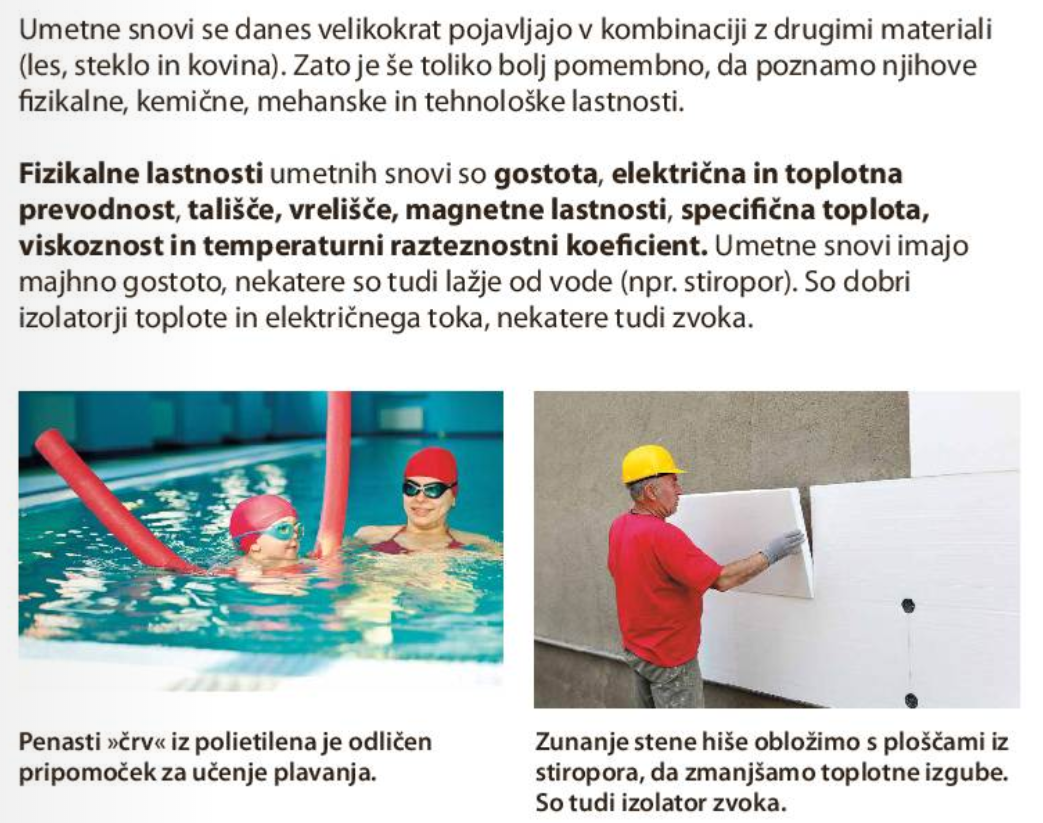 Umetne snovi se danes velikokrat pojavljajo v kombinaciji z drugimi materiali
(les, steklo in kovina). Zato je še toliko bolj pomembno, da poznamo njihove
fizikalne, kemične, mehanske in tehnološke lastnosti.
Fizikalne lastnosti umetnih snovi so gostota, električna in toplotna
prevodnost, tališče, vrelišče, magnetne lastnosti, specifična toplota,
viskoznost in temperaturni razteznostni koeficient. Umetne snovi imajo
majhno gostoto, nekatere so tudi lažje od vode (npr. stiropor). So dobri
izolatorji toplote in električnega toka, nekatere tudi zvoka.
Penasti »črv« iz polietilena je odličen
pripomoček za učenje plavanja.
Zunanje stene hiše obložimo s ploščami iz
stiropora, da zmanjšamo toplotne izgube.
So tudi izolator zvoka.